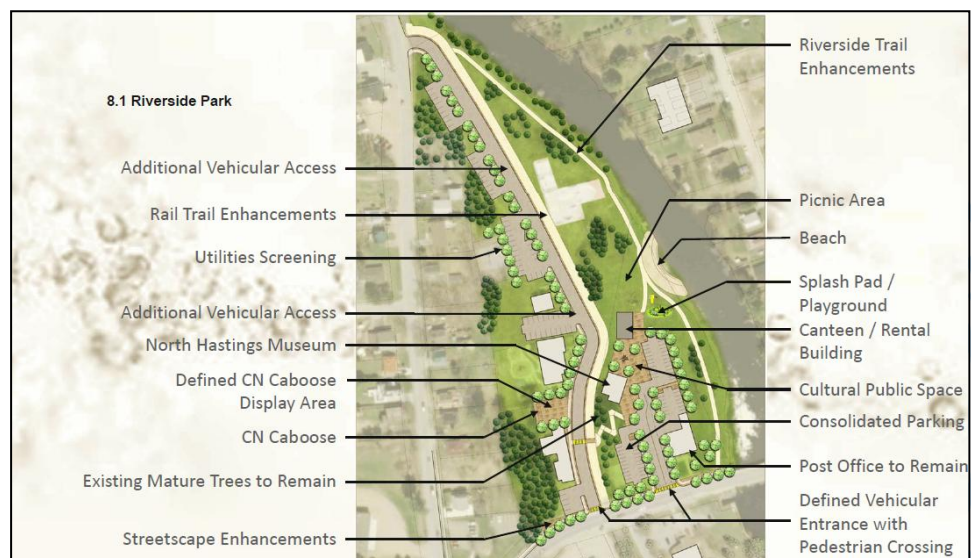 8.1 Riverside Park
Additional Vehicular Access
Rail Trail Enhancements
Utilities Screening
Additional Vehicular Access
North Hastings Museum
Defined CN Caboose
Display Area
CN Caboose
Existing Mature Trees to Remain
Streetscape Enhancements
Riverside Trail
Enhancements
Picnic Area
Beach
Splash Pad /
Playground
Canteen / Rental
Building
Cultural Public Space
Consolidated Parking
Post Office to Remain
Defined Vehicular
Entrance with
Pedestrian Crossing